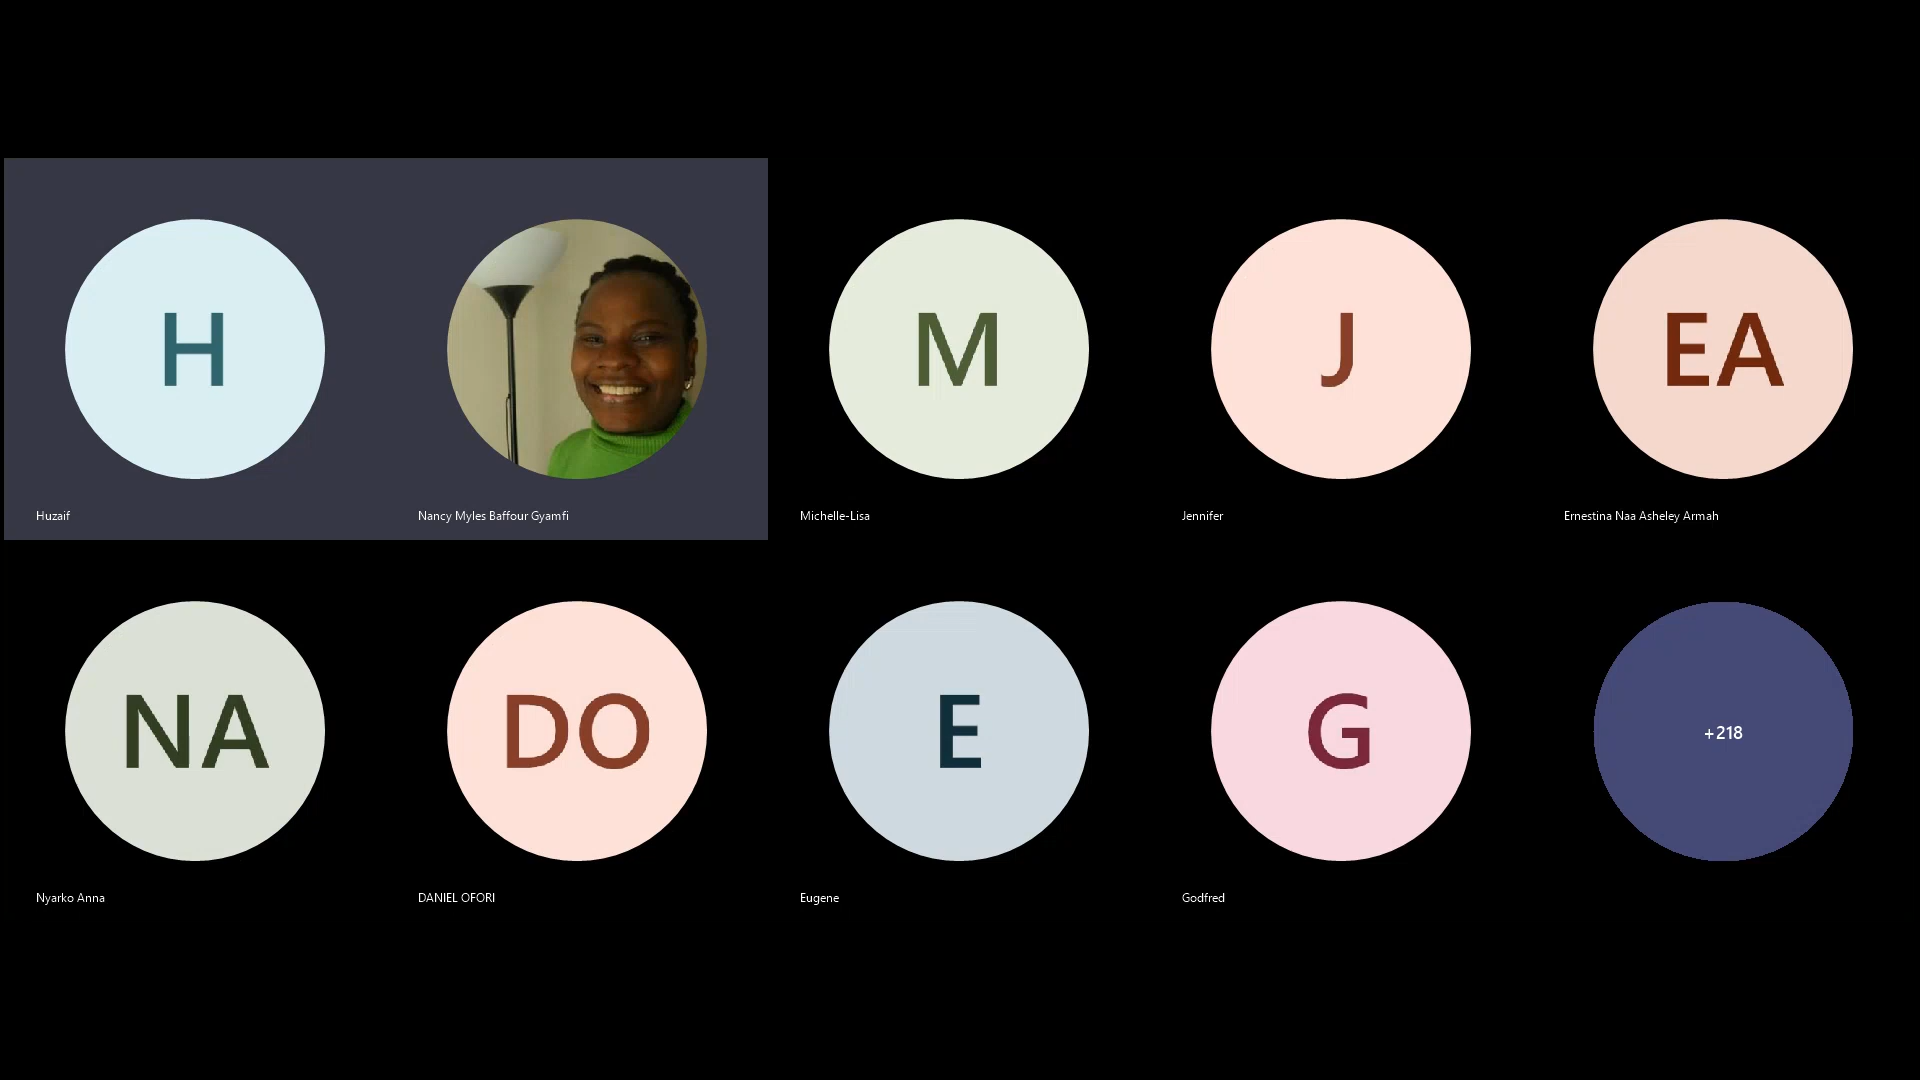 H
Huzaif
Nancy Myles Baffour Gyamfi
M
Michelle-Lisa
J
Jennifer
EA
Ernestina Naa Asheley Armah
NA
Nyarko Anna
DO
DANIEL OFORI
E
Eugene
G
Godfred
+218